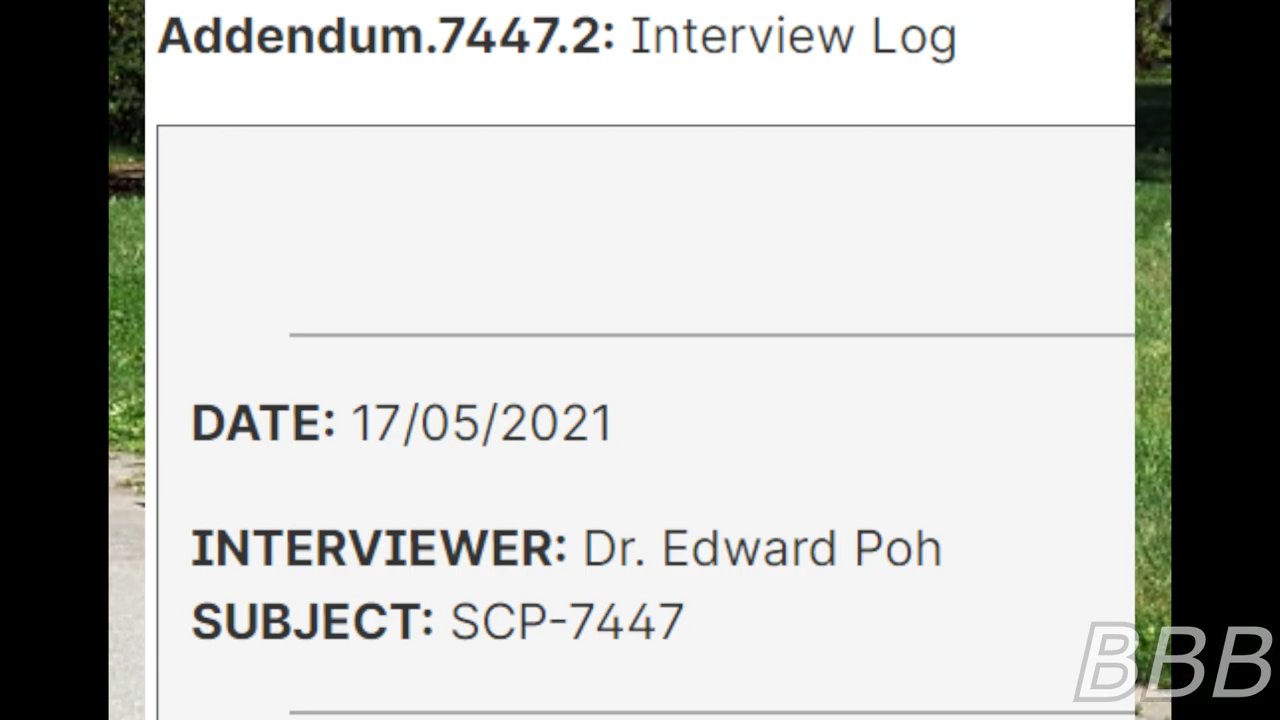 Addendum.7447.2: Interview Log
DATE: 17/05/2021
INTERVIEWER: Dr. Edward Poh
SUBJECT: SCP-7447
BBB